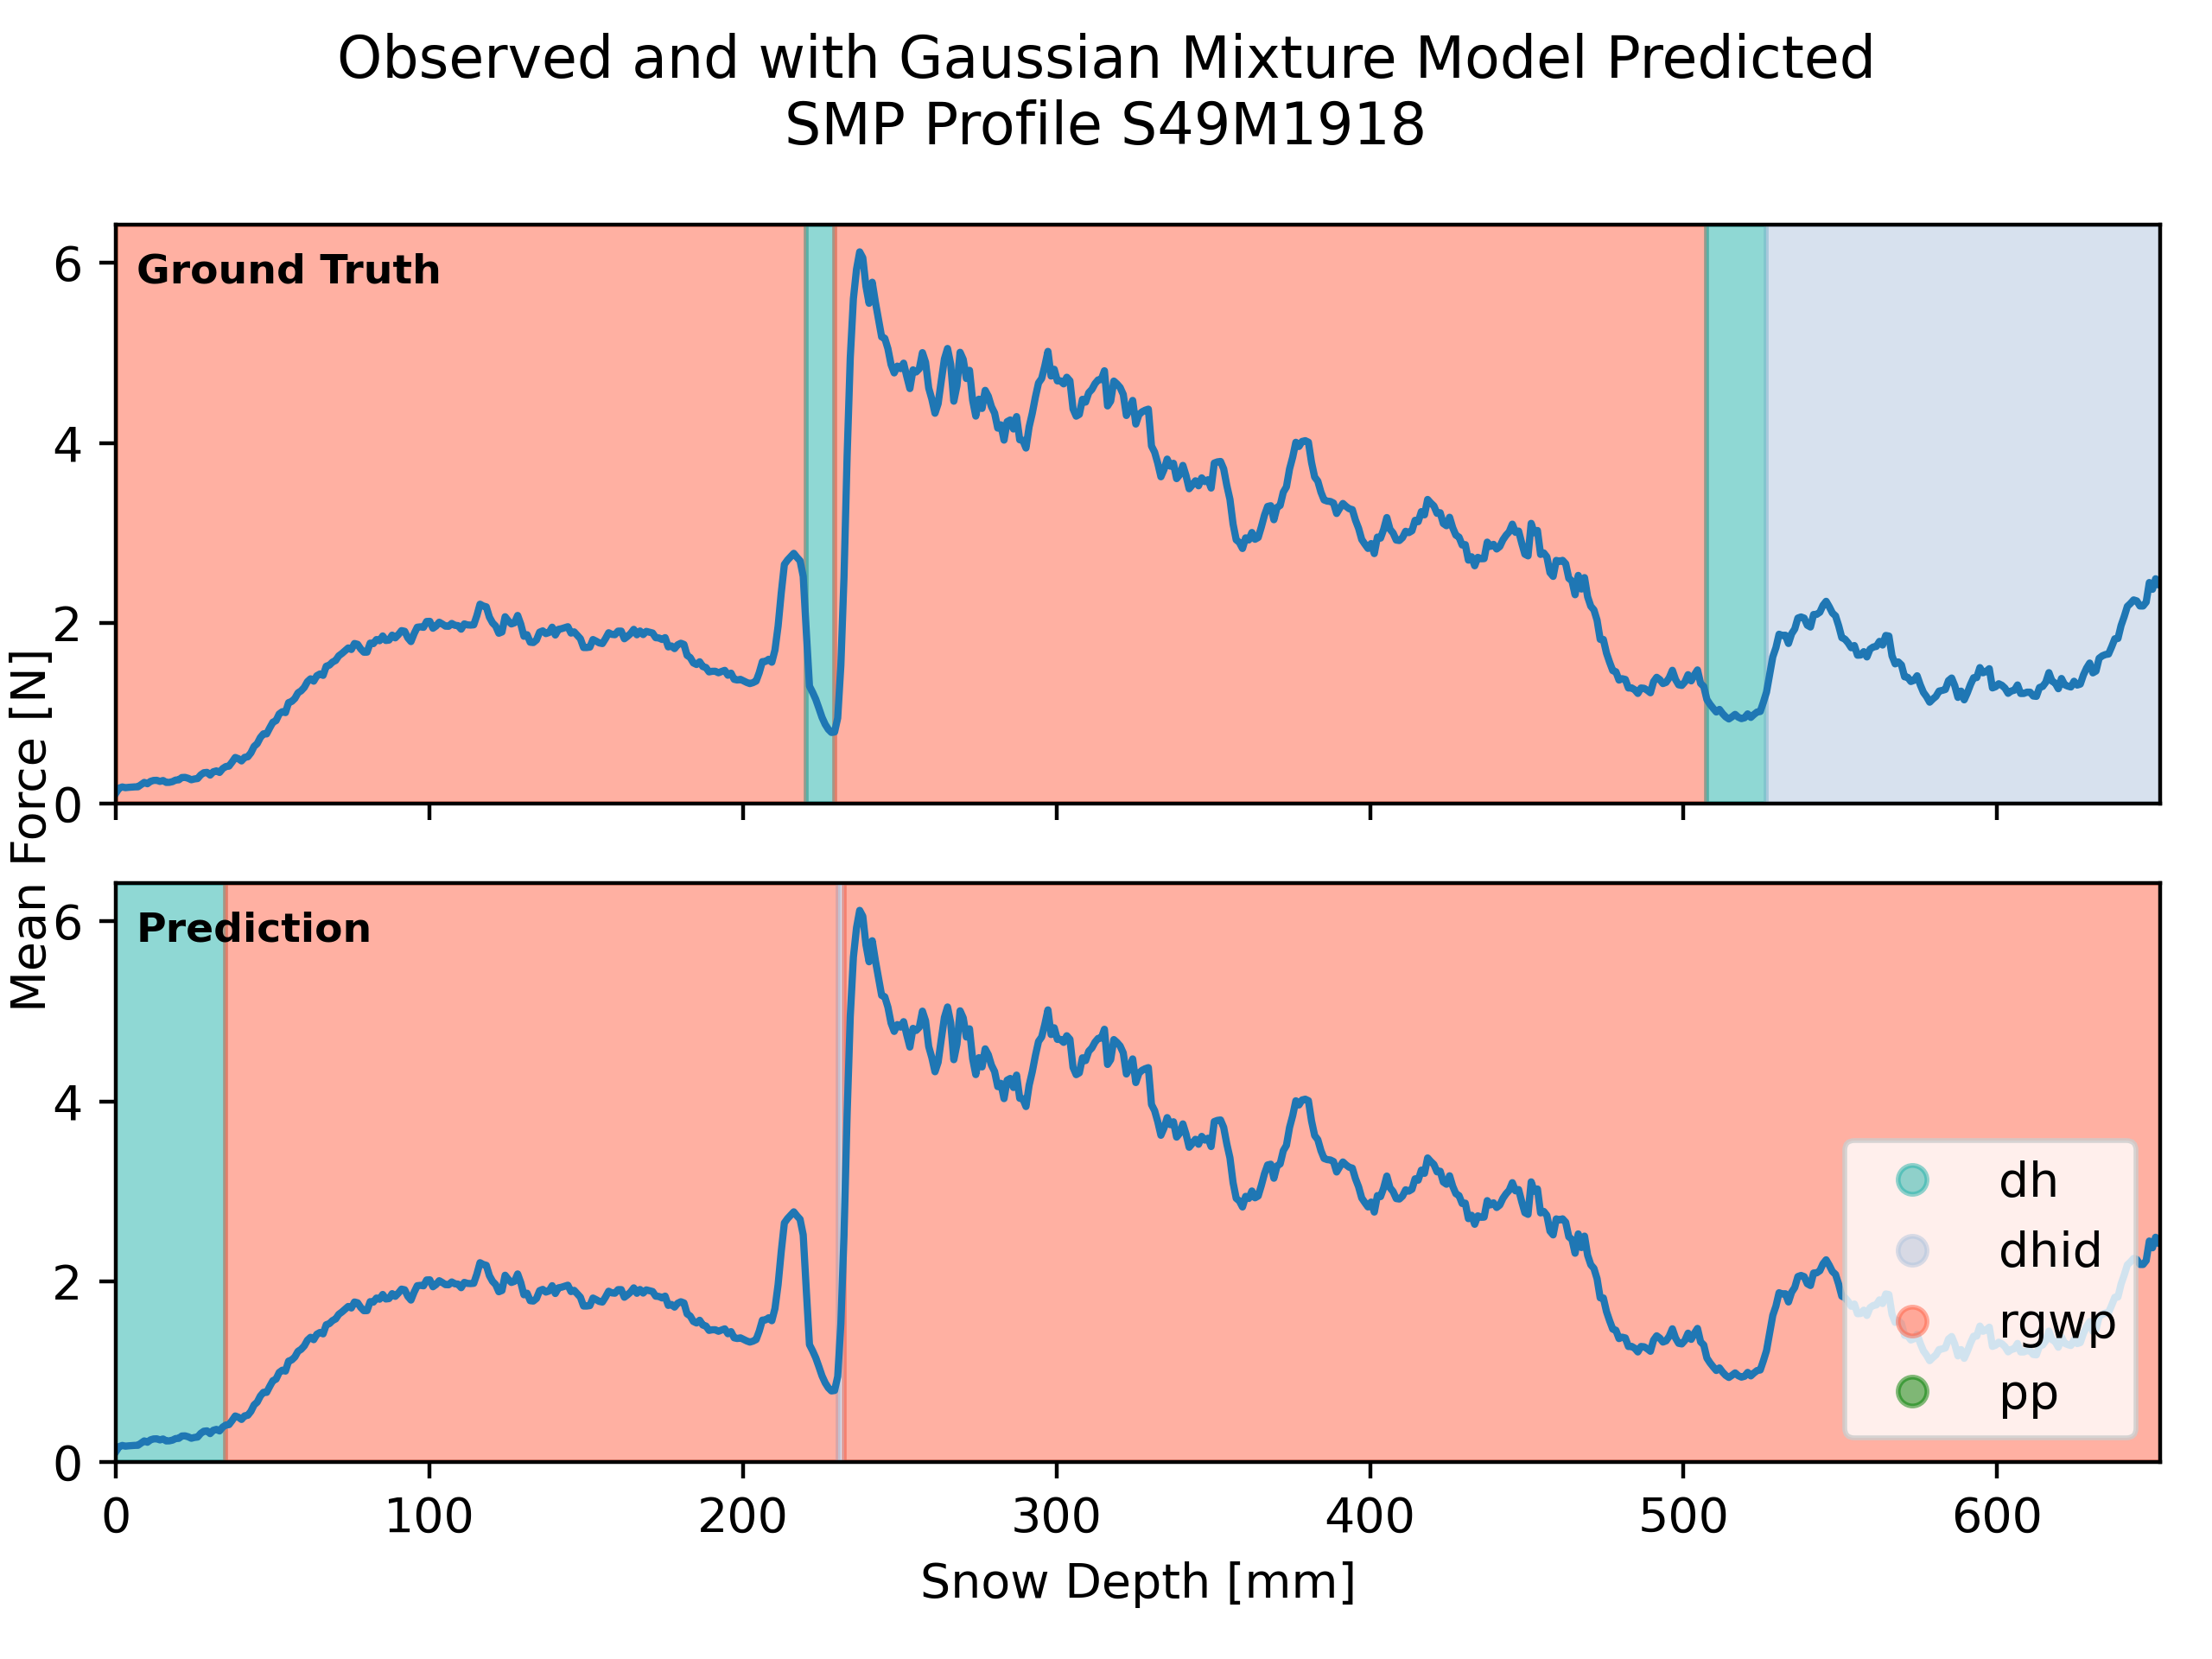 Observed and with Gaussian Mixture Model Predicted
SMP Profile S49M1918
Mean Force [N]
Ground Truth
6
4
2
0
Prediction
6
4
2
0
dh
dhid
rgwp
pp
0 100 200 300 400 500 600
Snow Depth [mm]